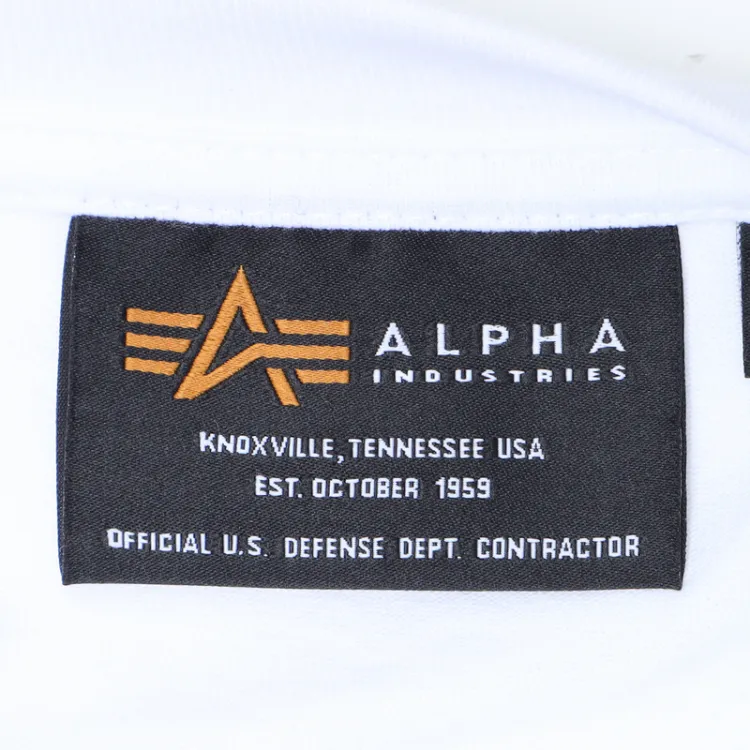 ALPHA
INDUSTRIES
KNOXVILLE, TENNESSEE USA
EST. OCTOBER 1959
OFFICIAL U.S. DEFENSE DEPT. CONTRACTOR